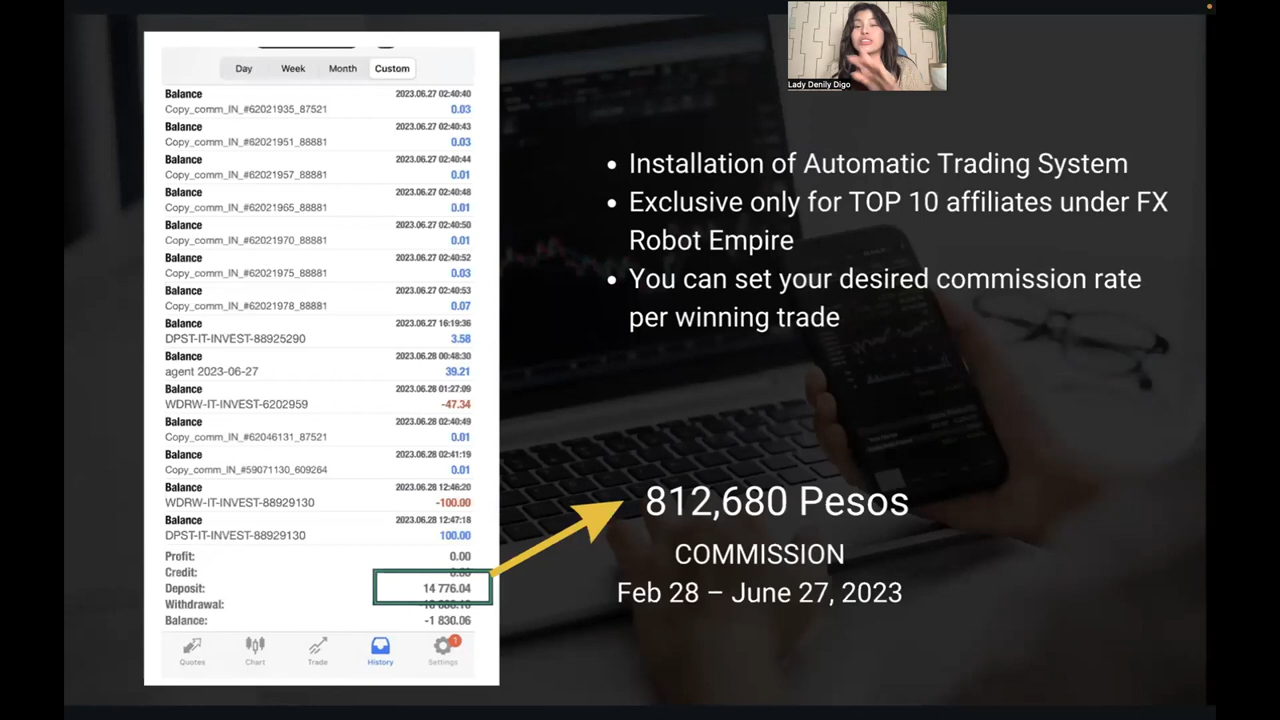 Lady Denily Digo
Day Week Month Custom
Balance 2023.06.27 02:40:40
Copy_comm_IN_#62021935_87521 0.03
Balance 2023.06.27 02:40:43
Copy_comm_IN_#62021951_88881 0.03
Balance 2023.06.27 02:40:44
Copy_comm_IN_#62021957_88881 0.01
Balance 2023.06.27 02:40:48
Copy_comm_IN_#62021965_88881 0.01
Balance 2023.06.27 02:40:50
Copy_comm_IN_#62021970_88881 0.01
Balance 2023.06.27 02:40:52
Copy_comm_IN_#62021975_88881 0.03
Balance 2023.06.27 02:40:53
Copy_comm_IN_#62021978_88881 0.07
Balance 2023.06.27 16:19:36
DPST-IT-INVEST-88925290 3.58
Balance 2023.06.28 00:48:30
agent 2023-06-27 39.21
Balance 2023.06.28 01:27:09
WDRW-IT-INVEST-6202959 -47.34
Balance 2023.06.28 02:40:49
Copy_comm_IN_#62046131_87521 0.01
Balance 2023.06.28 02:41:19
Copy_comm_IN_#59071130_609264 0.01
Balance 2023.06.28 12:46:20
WDRW-IT-INVEST-88929130 -100.00
Balance 2023.06.28 12:47:18
DPST-IT-INVEST-88929130 100.00
Profit: 0.00
Credit: 0.00
Deposit: 14 776.04
Withdrawal:
Balance: -1 830.06
Quotes Chart Trade History Settings
1
• Installation of Automatic Trading System
• Exclusive only for TOP 10 affiliates under FX
Robot Empire
• You can set your desired commission rate
per winning trade
812,680 Pesos
COMMISSION
Feb 28 – June 27, 2023